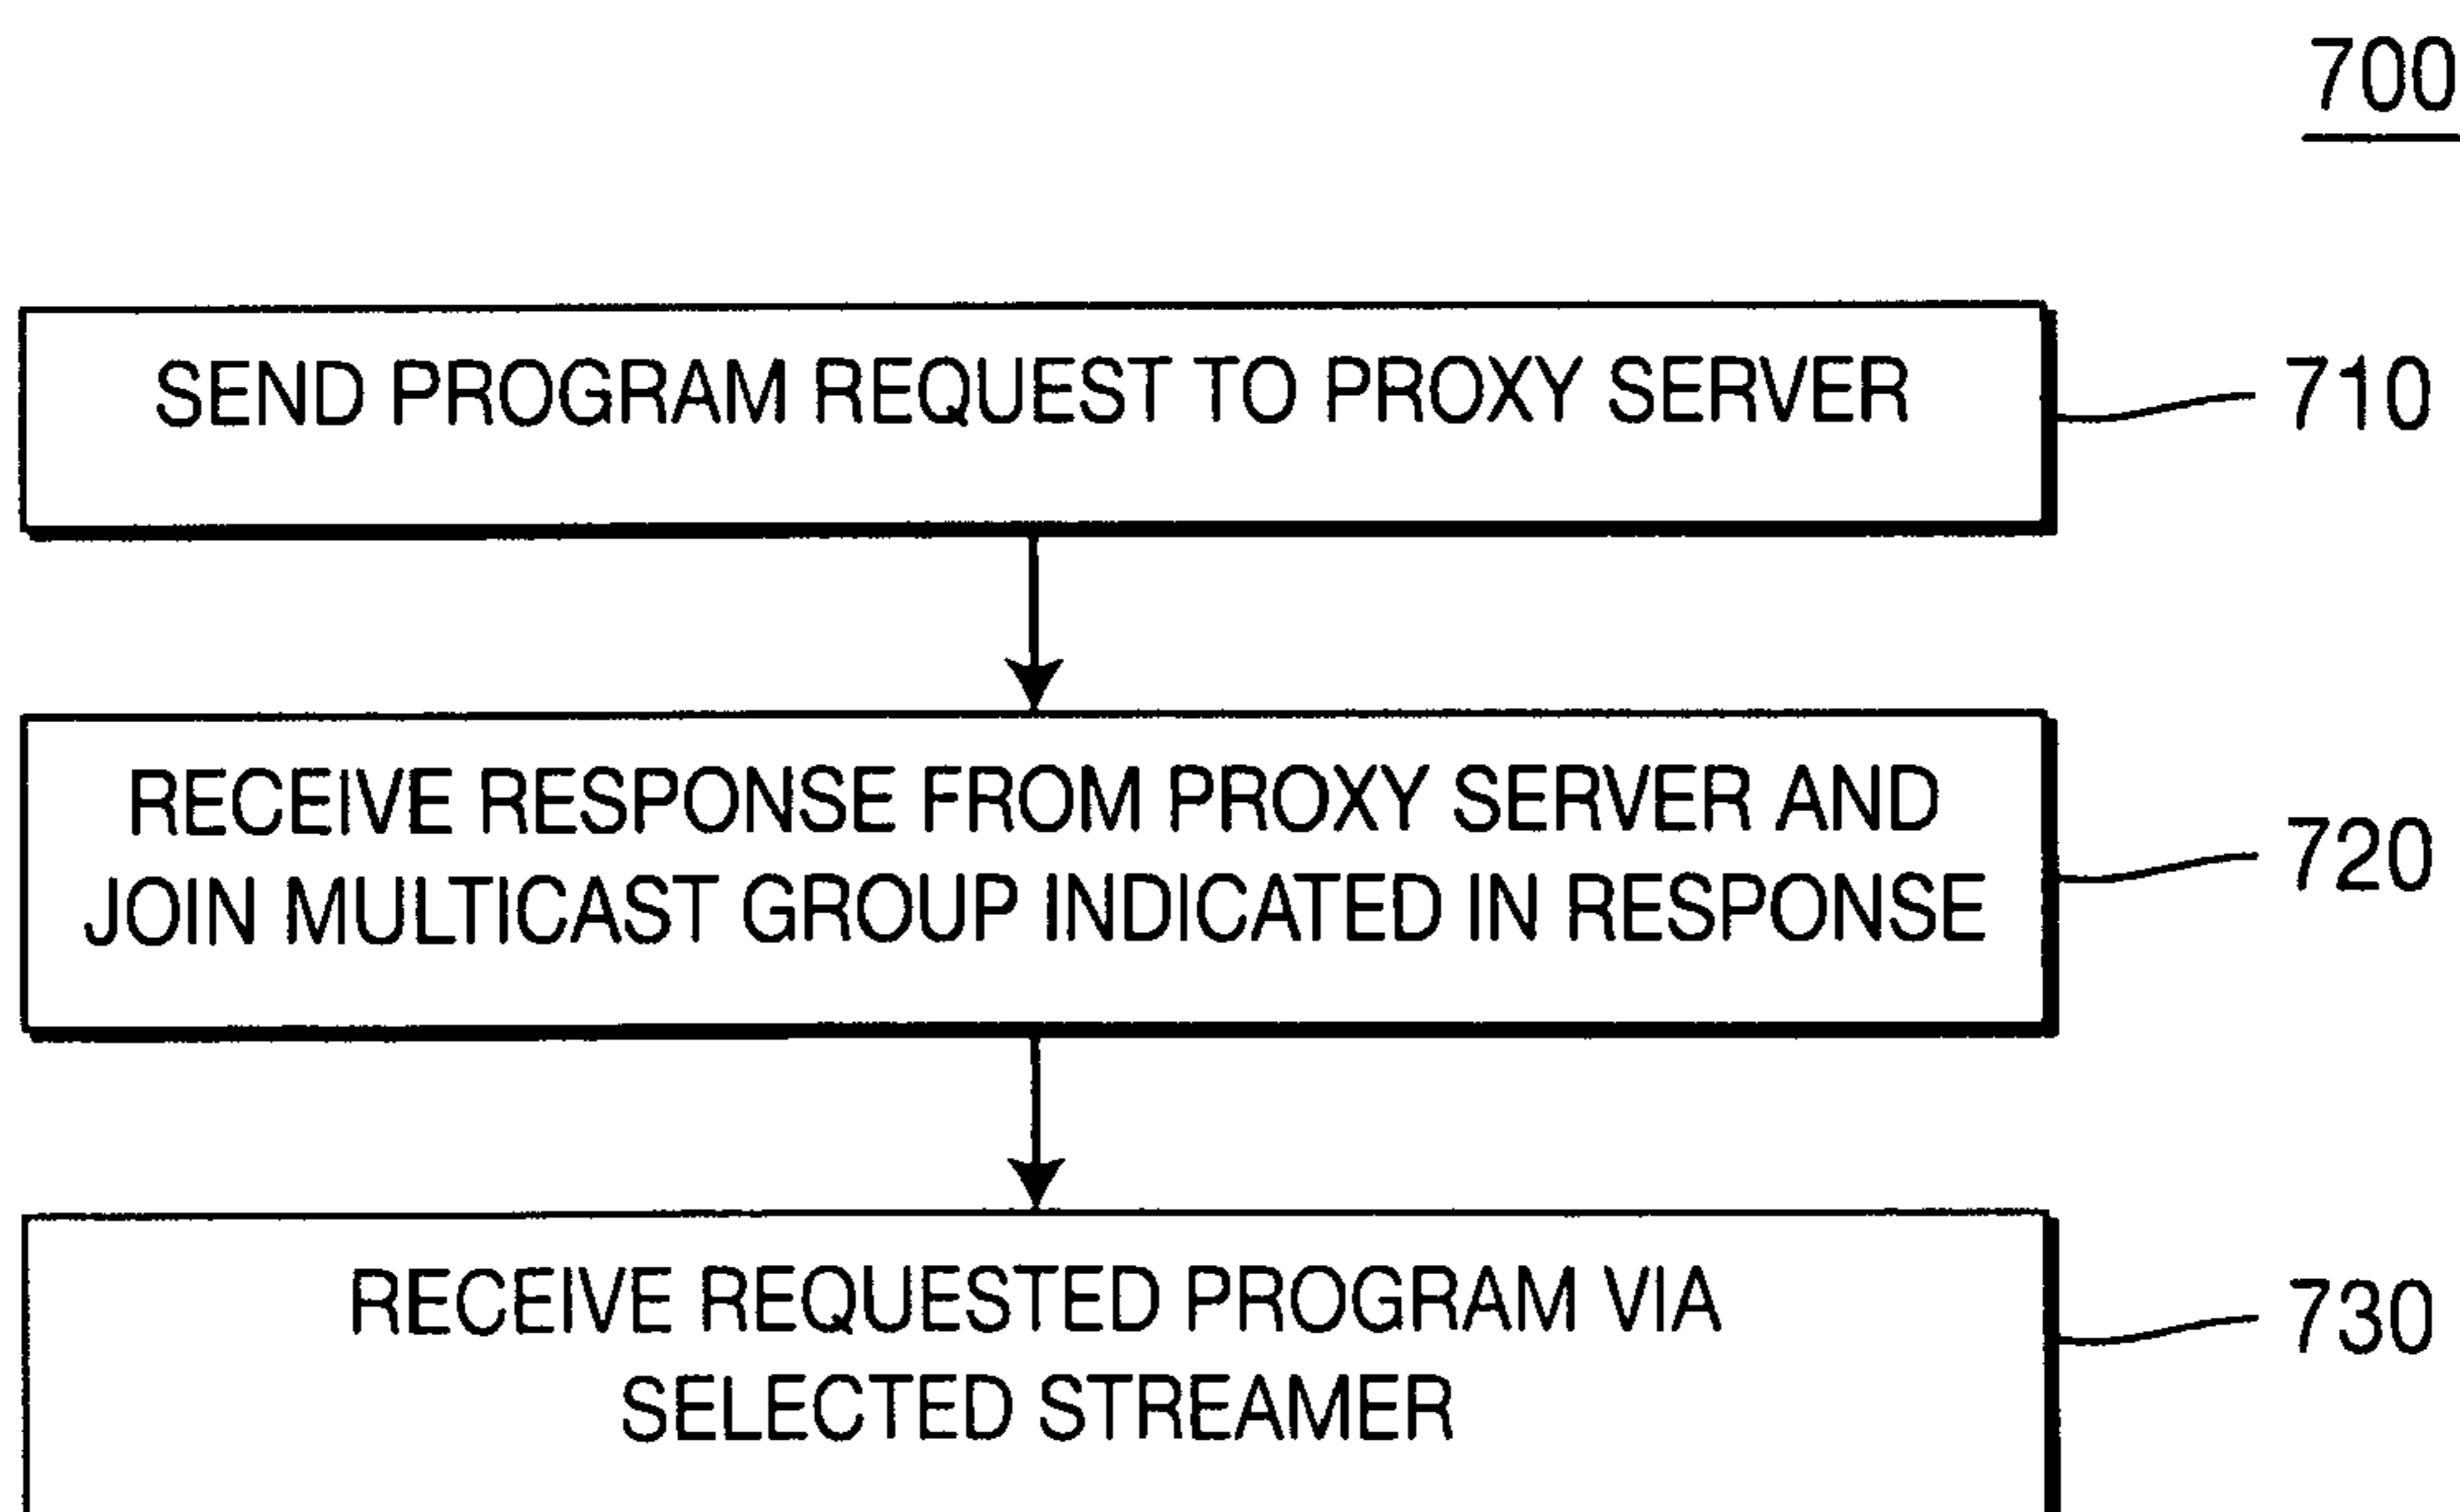 700
SEND PROGRAM REQUEST TO PROXY SERVER
710
RECEIVE RESPONSE FROM PROXY SERVER AND
JOIN MULTICAST GROUP INDICATED IN RESPONSE
720
RECEIVE REQUESTED PROGRAM VIA
SELECTED STREAMER
730